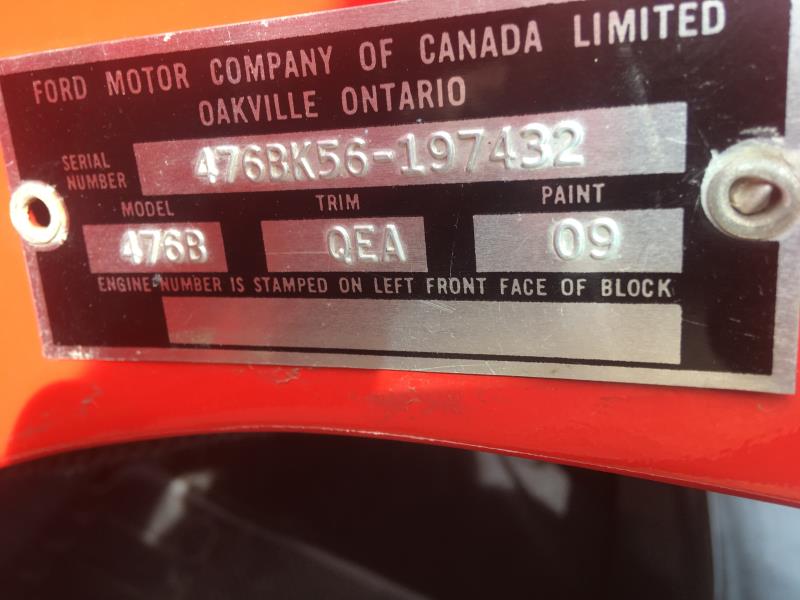 FORD MOTOR COMPANY OF CANADA LIMITED
OAKVILLE ONTARIO
SERIAL NUMBER 476BK56-197432
MODEL TRIM PAINT
476B QEA 09
ENGINE NUMBER IS STAMPED ON LEFT FRONT FACE OF BLOCK